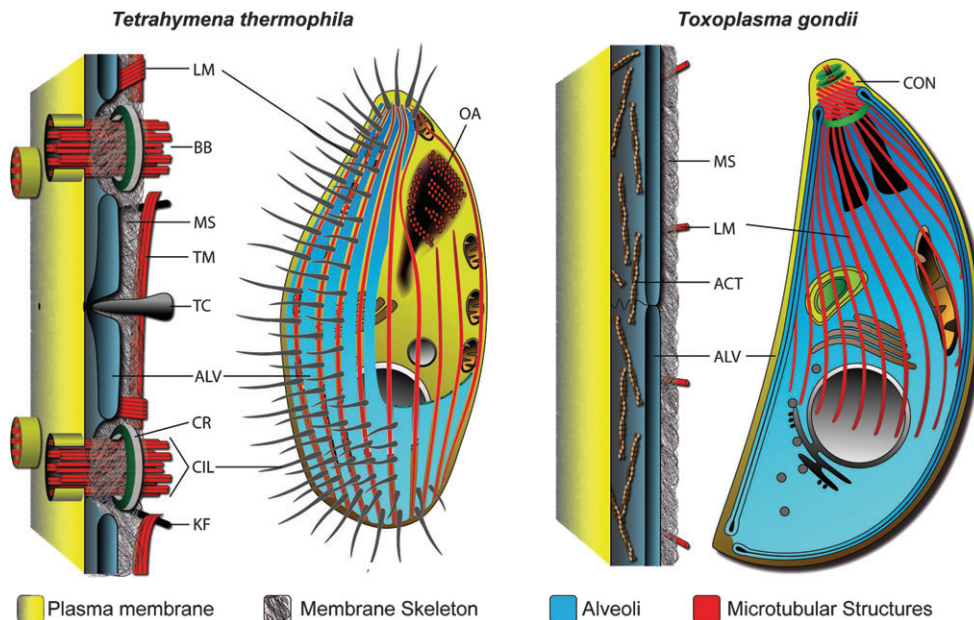 Tetrahymena thermophila
LM
BB
MS
TM
TC
ALV
CR
CIL
KF
OA
Toxoplasma gondii
CON
MS
LM
ACT
ALV
Plasma membrane
Membrane Skeleton
Alveoli
Microtubular Structures